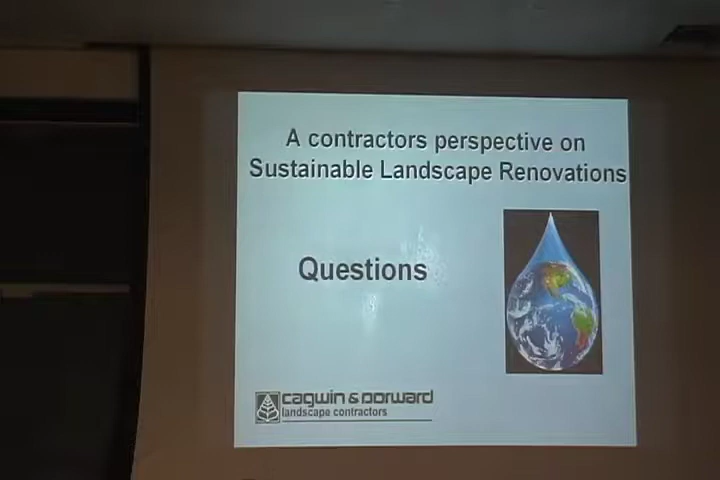 A contractors perspective on
Sustainable Landscape Renovations
Questions
cagwin & dorward
landscape contractors